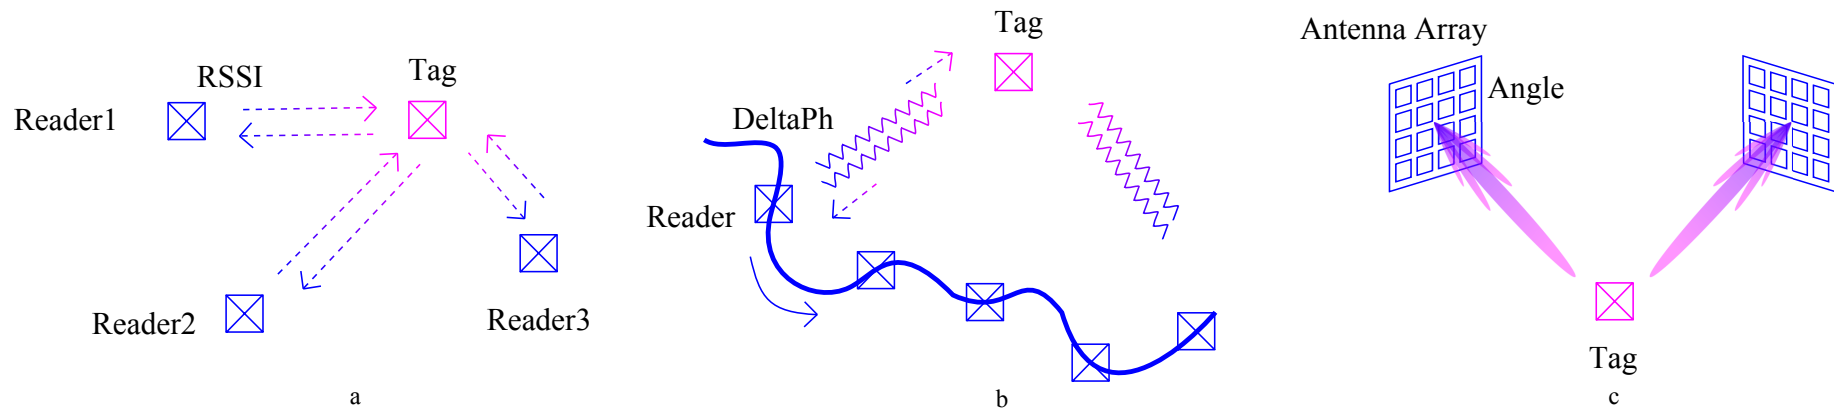 RSSI
Tag
Reader1
Reader2
Reader3
a
Tag
DeltaPh
Reader
b
Antenna Array
Angle
Tag
c